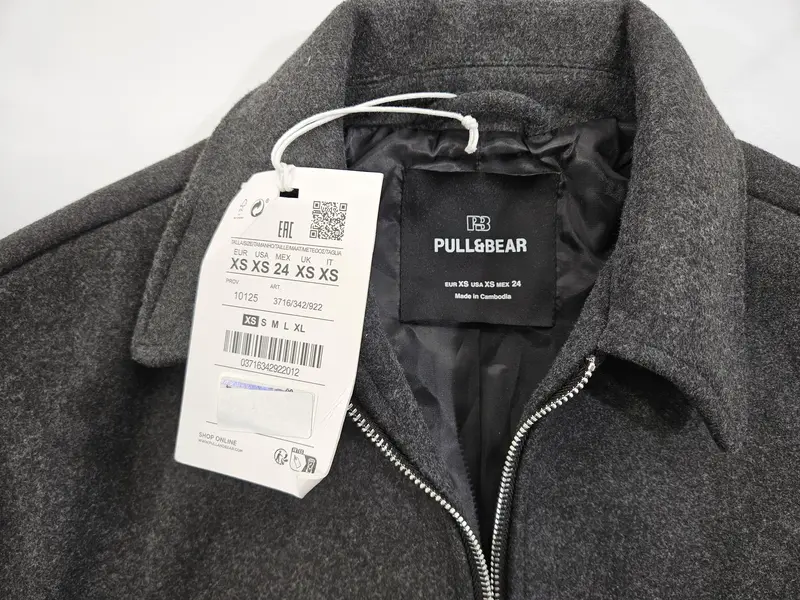 EAC
TALLA/SIZE/TAMANHO/TAILLE/MAAT/METEDOZ/TAGLIA
EUR USA MEX UK IT
XS XS 24 XS XS
PROV ART.
10125 3716/342/922
XS S M L XL
03716342922012
SHOP ONLINE
WWW.PULLANDBEAR.COM
PB
PULL&BEAR
EUR XS USA XS MEX 24
Made in Cambodia